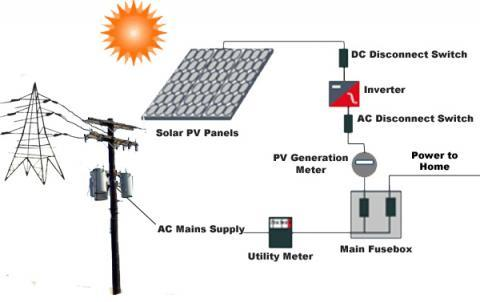 DC Disconnect Switch
Inverter
Solar PV Panels
AC Disconnect Switch
PV Generation
Meter
Power to
Home
AC Mains Supply
Utility Meter
Main Fusebox